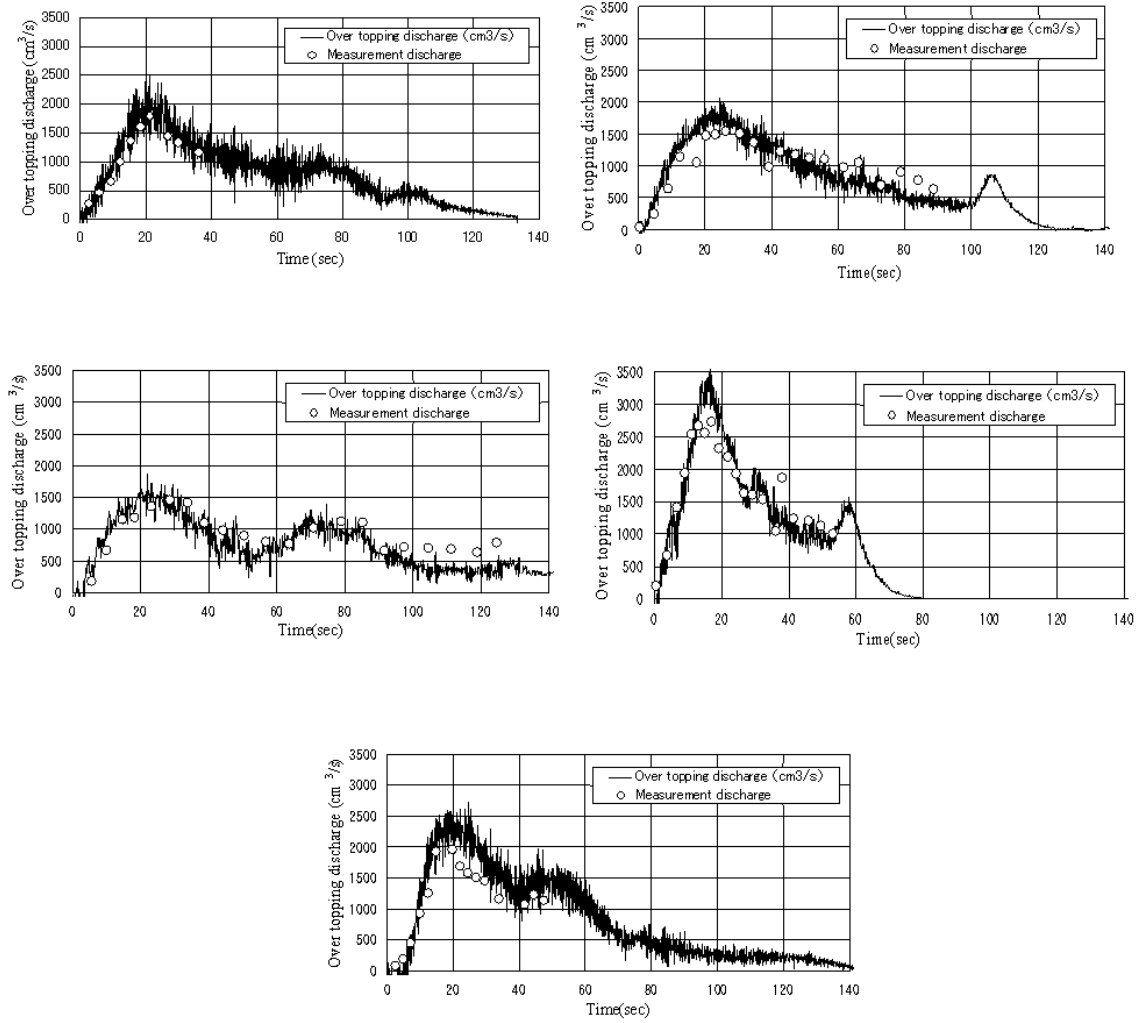 Over topping discharge (cm³/s)
3500
3000
2500
2000
1500
1000
500
0
Over topping discharge (cm3/s)
Measurement discharge
0 20 40 60 80 100 120 140
Time (sec)
Over topping discharge (cm ³/s)
3500
3000
2500
2000
1500
1000
500
0
Over topping discharge (cm3/s)
Measurement discharge
0 20 40 60 80 100 120 140
Time(sec)
Over topping discharge (cm ³/s)
3500
3000
2500
2000
1500
1000
500
0
Over topping discharge (cm3/s)
Measurement discharge
0 20 40 60 80 100 120 140
Time(sec)
Over topping discharge (cm ³/s)
3500
3000
2500
2000
1500
1000
500
0
Over topping discharge (cm3/s)
Measurement discharge
0 20 40 60 80 100 120 140
Time(sec)
Over topping discharge (cm ³/s)
3500
3000
2500
2000
1500
1000
500
0
Over topping discharge (cm3/s)
Measurement discharge
0 20 40 60 80 100 120 140
Time(sec)